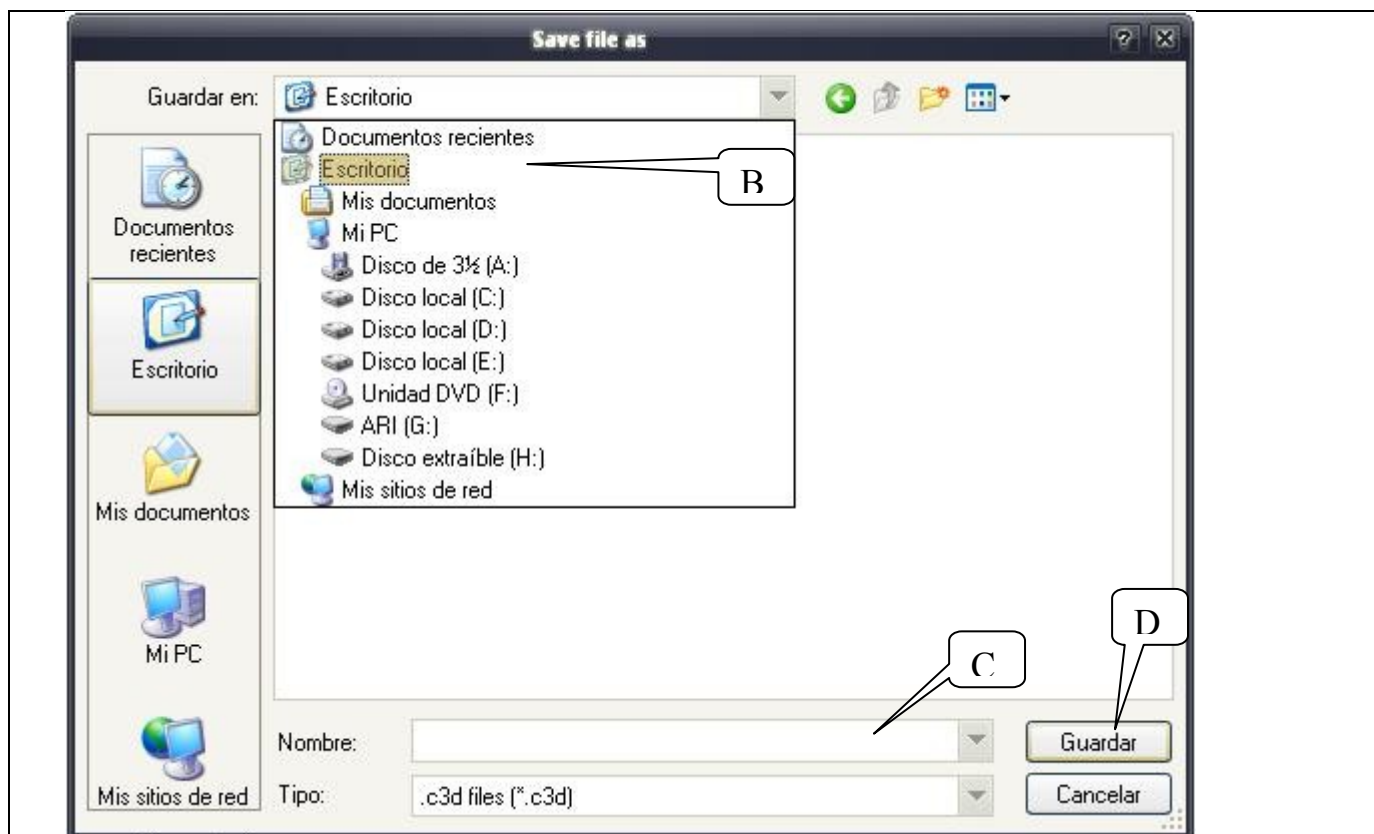 Save file as
Guardar en:
Escritorio
Documentos recientes
Escritorio
Mis documentos
Mi PC
Disco de 3½ (A:)
Disco local (C:)
Disco local (D:)
Disco local (E:)
Unidad DVD (F:)
ARI (G:)
Disco extraíble (H:)
Mis sitios de red
B
Documentos
recientes
Escritorio
Mis documentos
Mi PC
Mis sitios de red
C
D
Nombre:
Guardar
Tipo:
.c3d files (*.c3d)
Cancelar